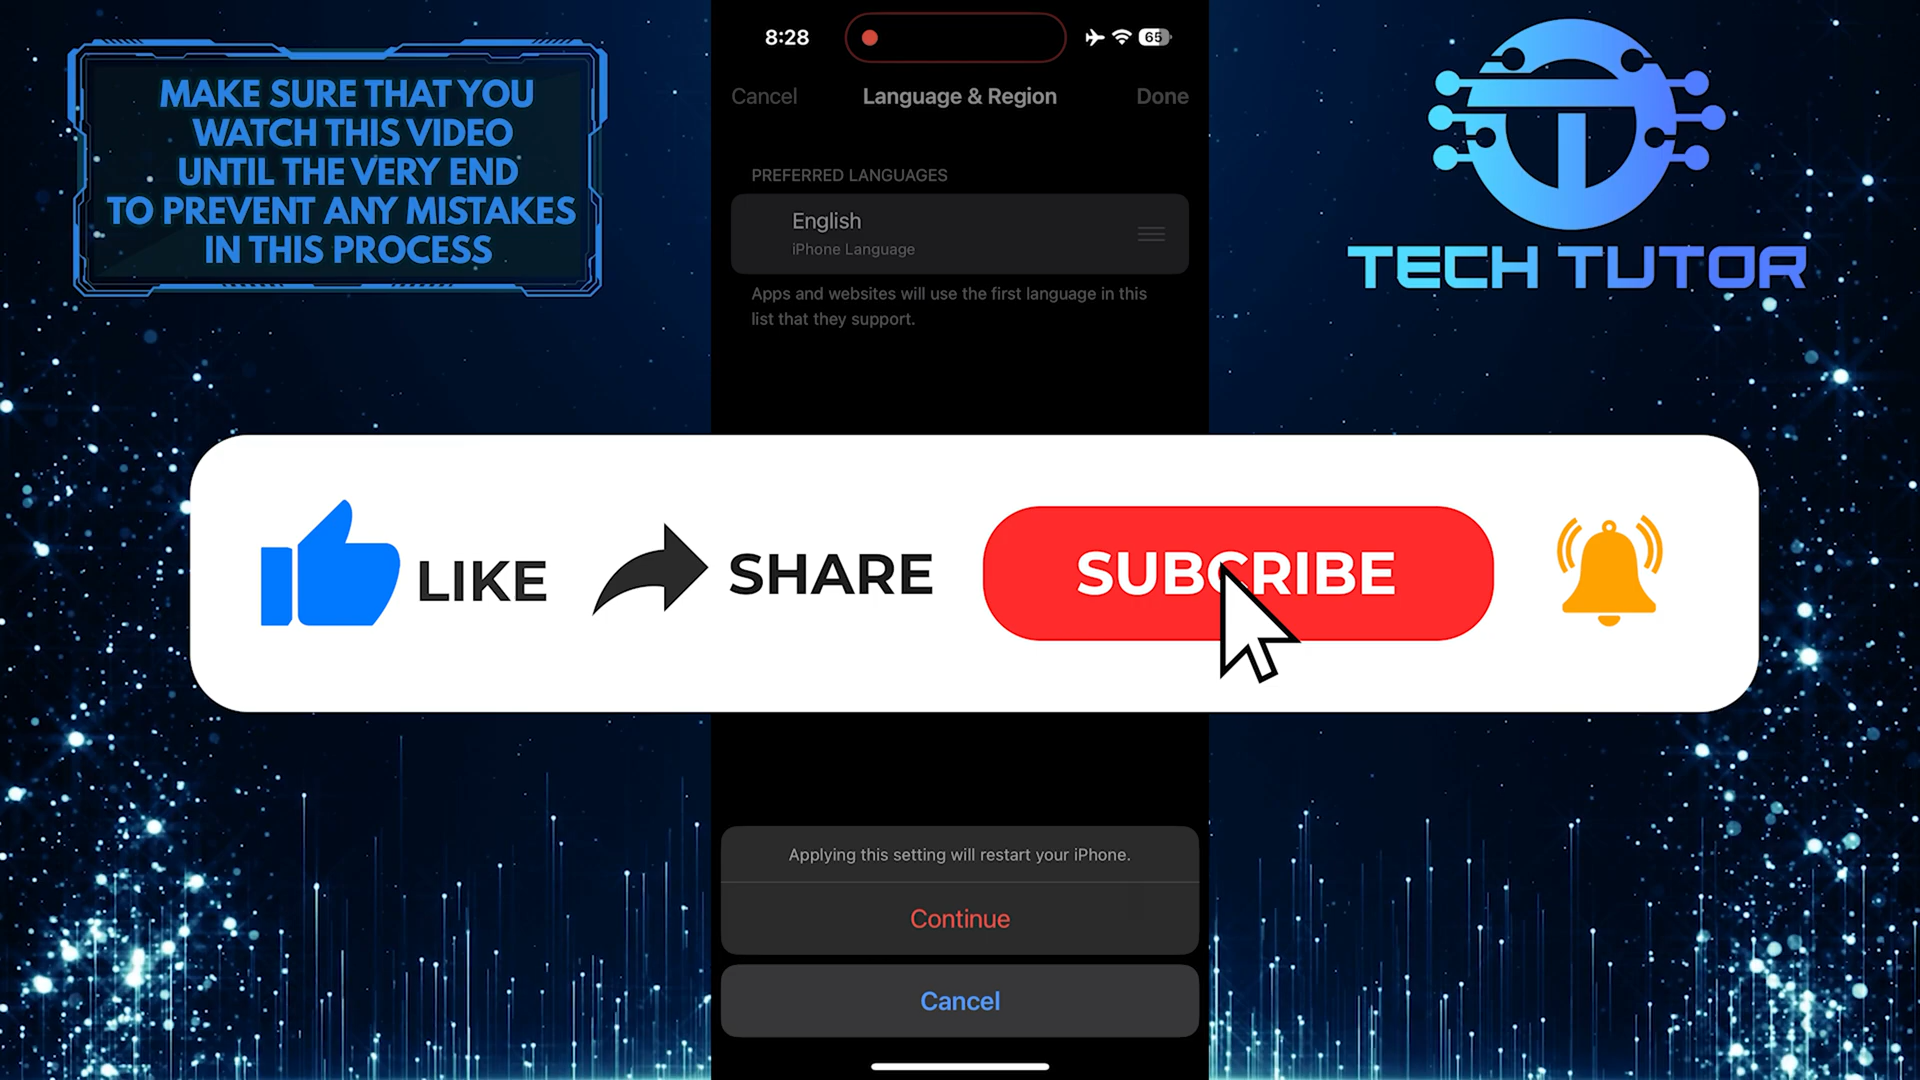 MAKE SURE THAT YOU
WATCH THIS VIDEO
UNTIL THE VERY END
TO PREVENT ANY MISTAKES
IN THIS PROCESS
8:28
65
Cancel
Language & Region
Done
PREFERRED LANGUAGES
English
iPhone Language
Apps and websites will use the first language in this
list that they support.
TECH TUTOR
LIKE
SHARE
SUBCRIBE
Applying this setting will restart your iPhone.
Continue
Cancel